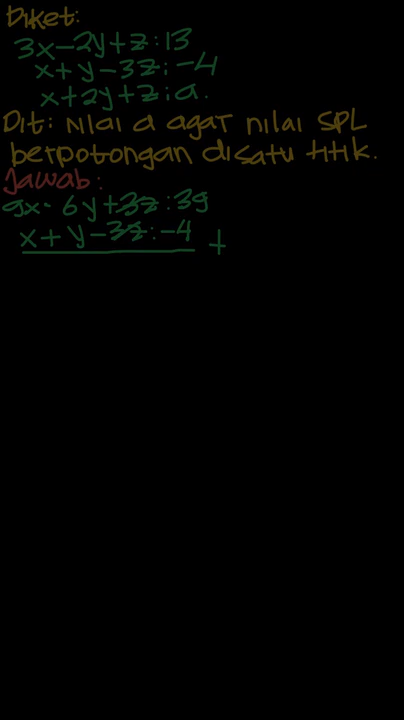 Diket:
3x-2y+z:13
x+y-3z:-4
x+2y+z:a.
Dit: Nilai a agar nilai SPL
berpotongan disatu titik.
Jawab:
9x-6y+3z:39
x+y-3z:-4 +